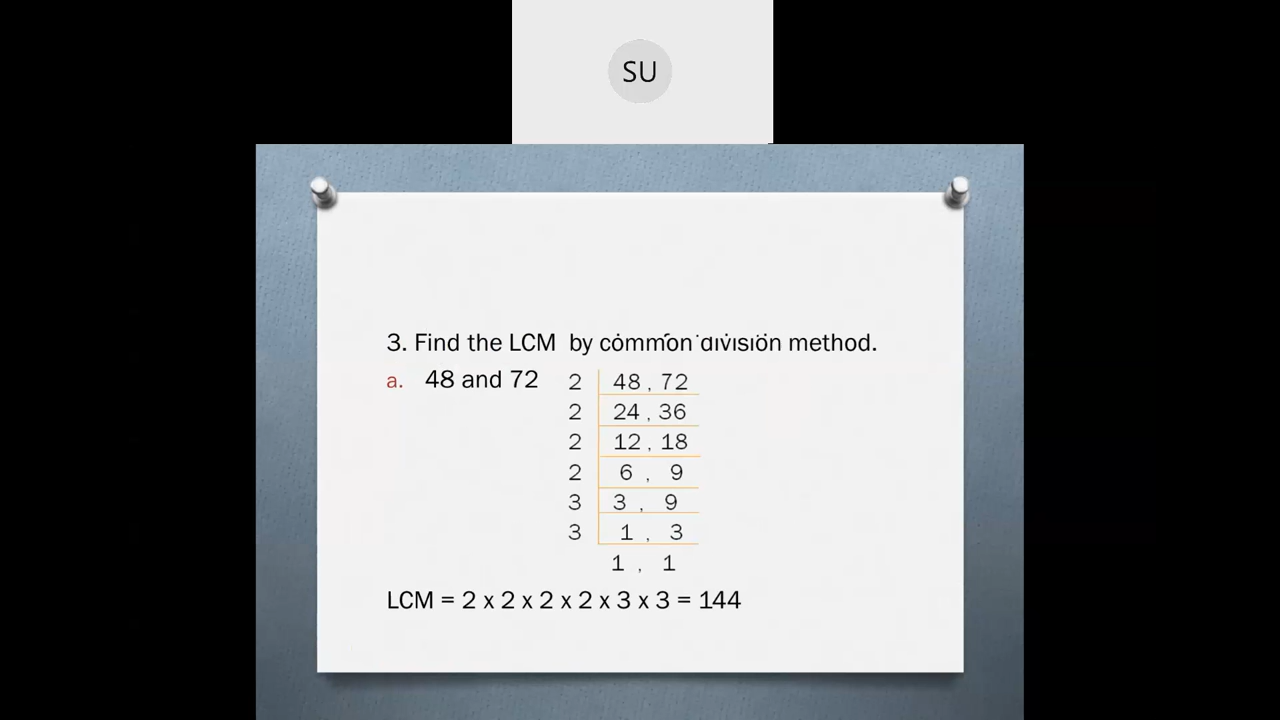 SU
3. Find the LCM by common division method.
a. 48 and 72
2 48 , 72
2 24 , 36
2 12 , 18
2 6 , 9
3 3 , 9
3 1 , 3
1 , 1
LCM = 2 x 2 x 2 x 2 x 3 x 3 = 144